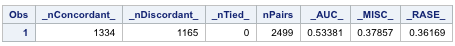 Obs _nConcordant_ _nDiscordant_ _nTied_ nPairs _AUC_ _MISC_ _RASE_
1 1334 1165 0 2499 0.53381 0.37857 0.36169